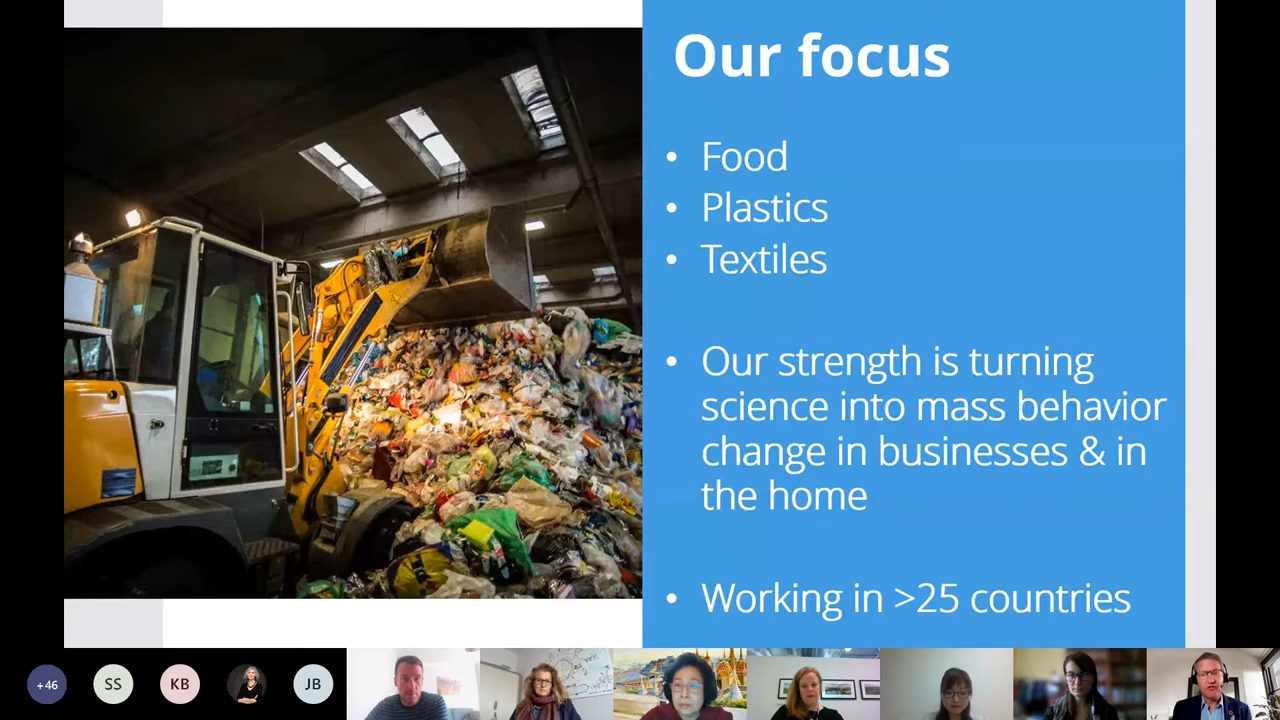 Our focus
• Food
• Plastics
• Textiles
• Our strength is turning
science into mass behavior
change in businesses & in
the home
• Working in >25 countries
+46
SS
KB
JB